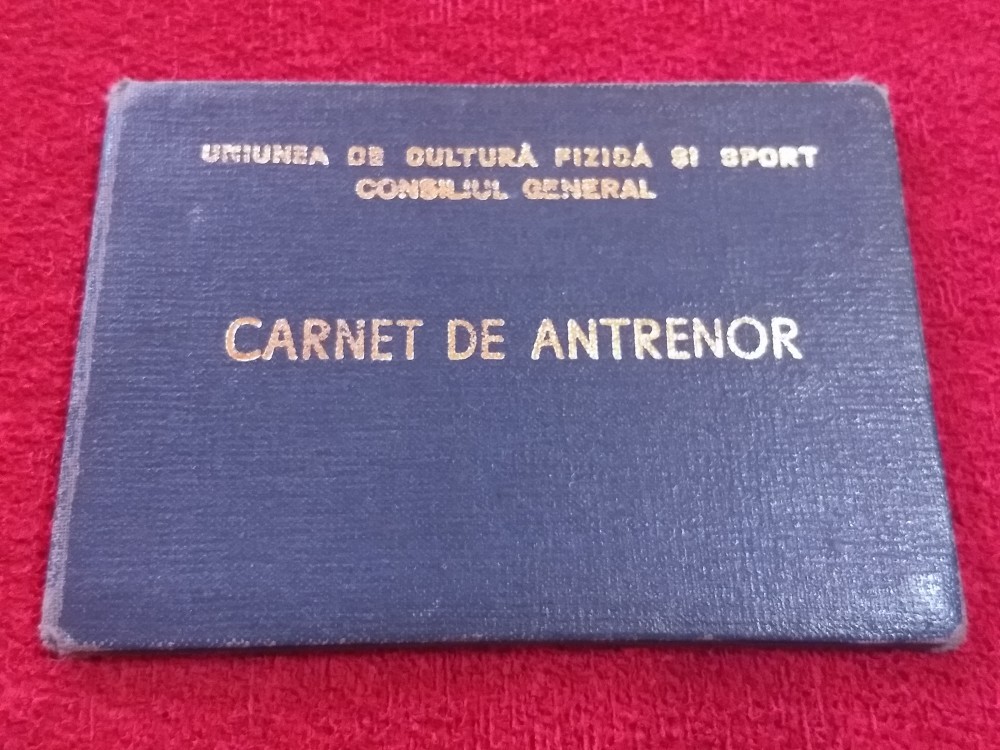 UNIUNEA DE CULTURĂ FIZICĂ ȘI SPORT
CONSILIUL GENERAL
CARNET DE ANTRENOR